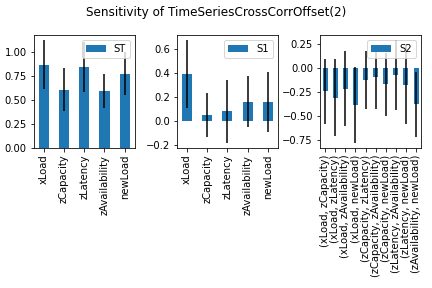 Sensitivity of TimeSeriesCrossCorrOffset(2)
ST
1.00
0.75
0.50
0.25
0.00
xLoad
zCapacity
zLatency
zAvailability
newLoad
S1
0.6
0.4
0.2
0.0
−0.2
xLoad
zCapacity
zLatency
zAvailability
newLoad
S2
0.25
0.00
−0.25
−0.50
−0.75
(xLoad, zCapacity)
(xLoad, zLatency)
(xLoad, zAvailability)
(xLoad, newLoad)
(zCapacity, zLatency)
(zCapacity, zAvailability)
(zCapacity, newLoad)
(zLatency, zAvailability)
(zLatency, newLoad)
(zAvailability, newLoad)